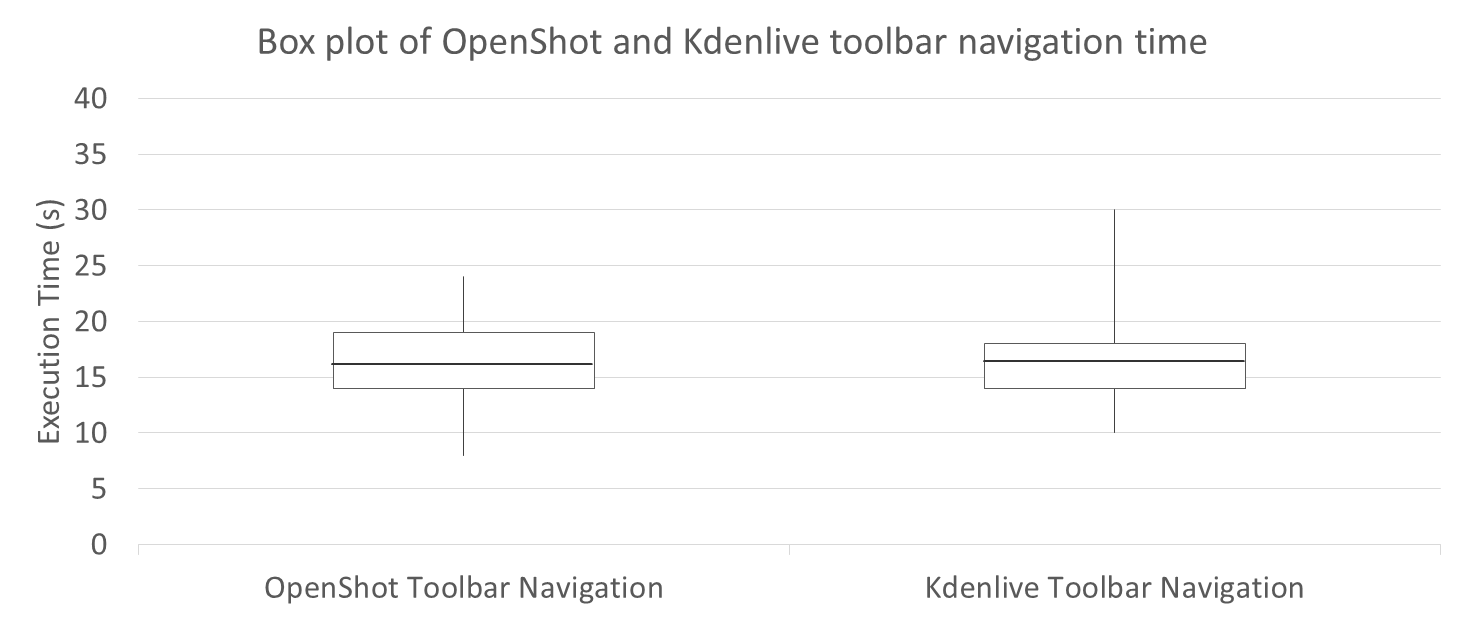 Box plot of OpenShot and Kdenlive toolbar navigation time
Execution Time (s)
40
35
30
25
20
15
10
5
0
OpenShot Toolbar Navigation
Kdenlive Toolbar Navigation